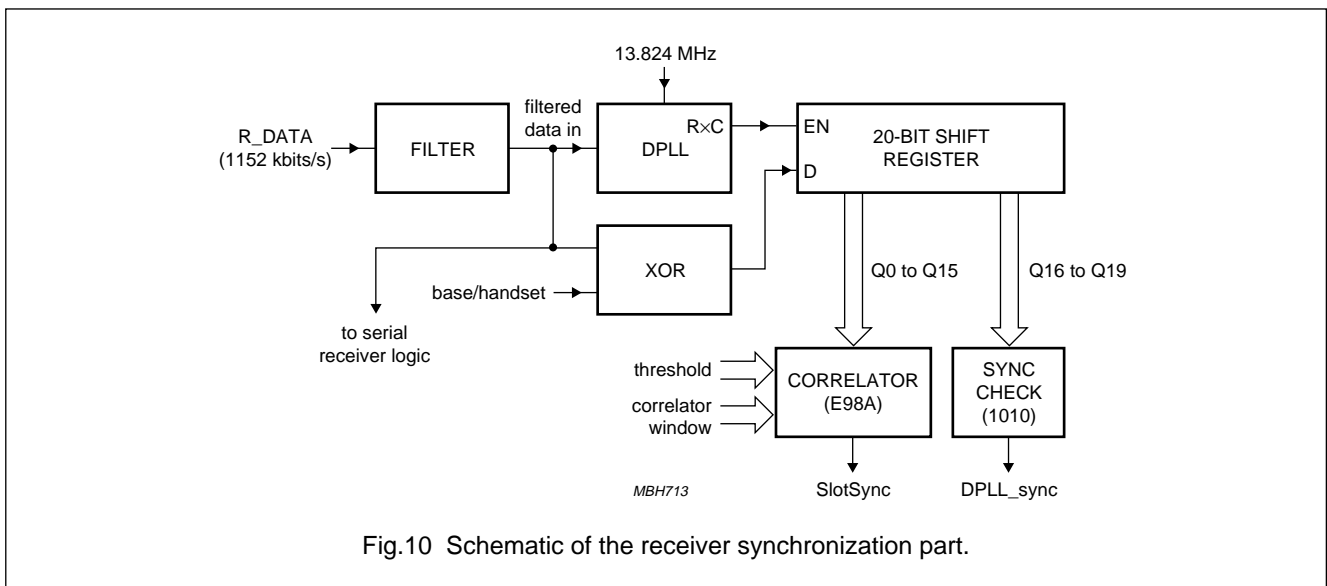 13.824 MHz
R_DATA
(1152 kbits/s)
FILTER
filtered
data in
R×C
DPLL
EN
D
20-BIT SHIFT
REGISTER
XOR
base/handset
to serial
receiver logic
Q0 to Q15
Q16 to Q19
threshold
correlator
window
CORRELATOR
(E98A)
SYNC
CHECK
(1010)
MBH713
SlotSync
DPLL_sync
Fig.10 Schematic of the receiver synchronization part.